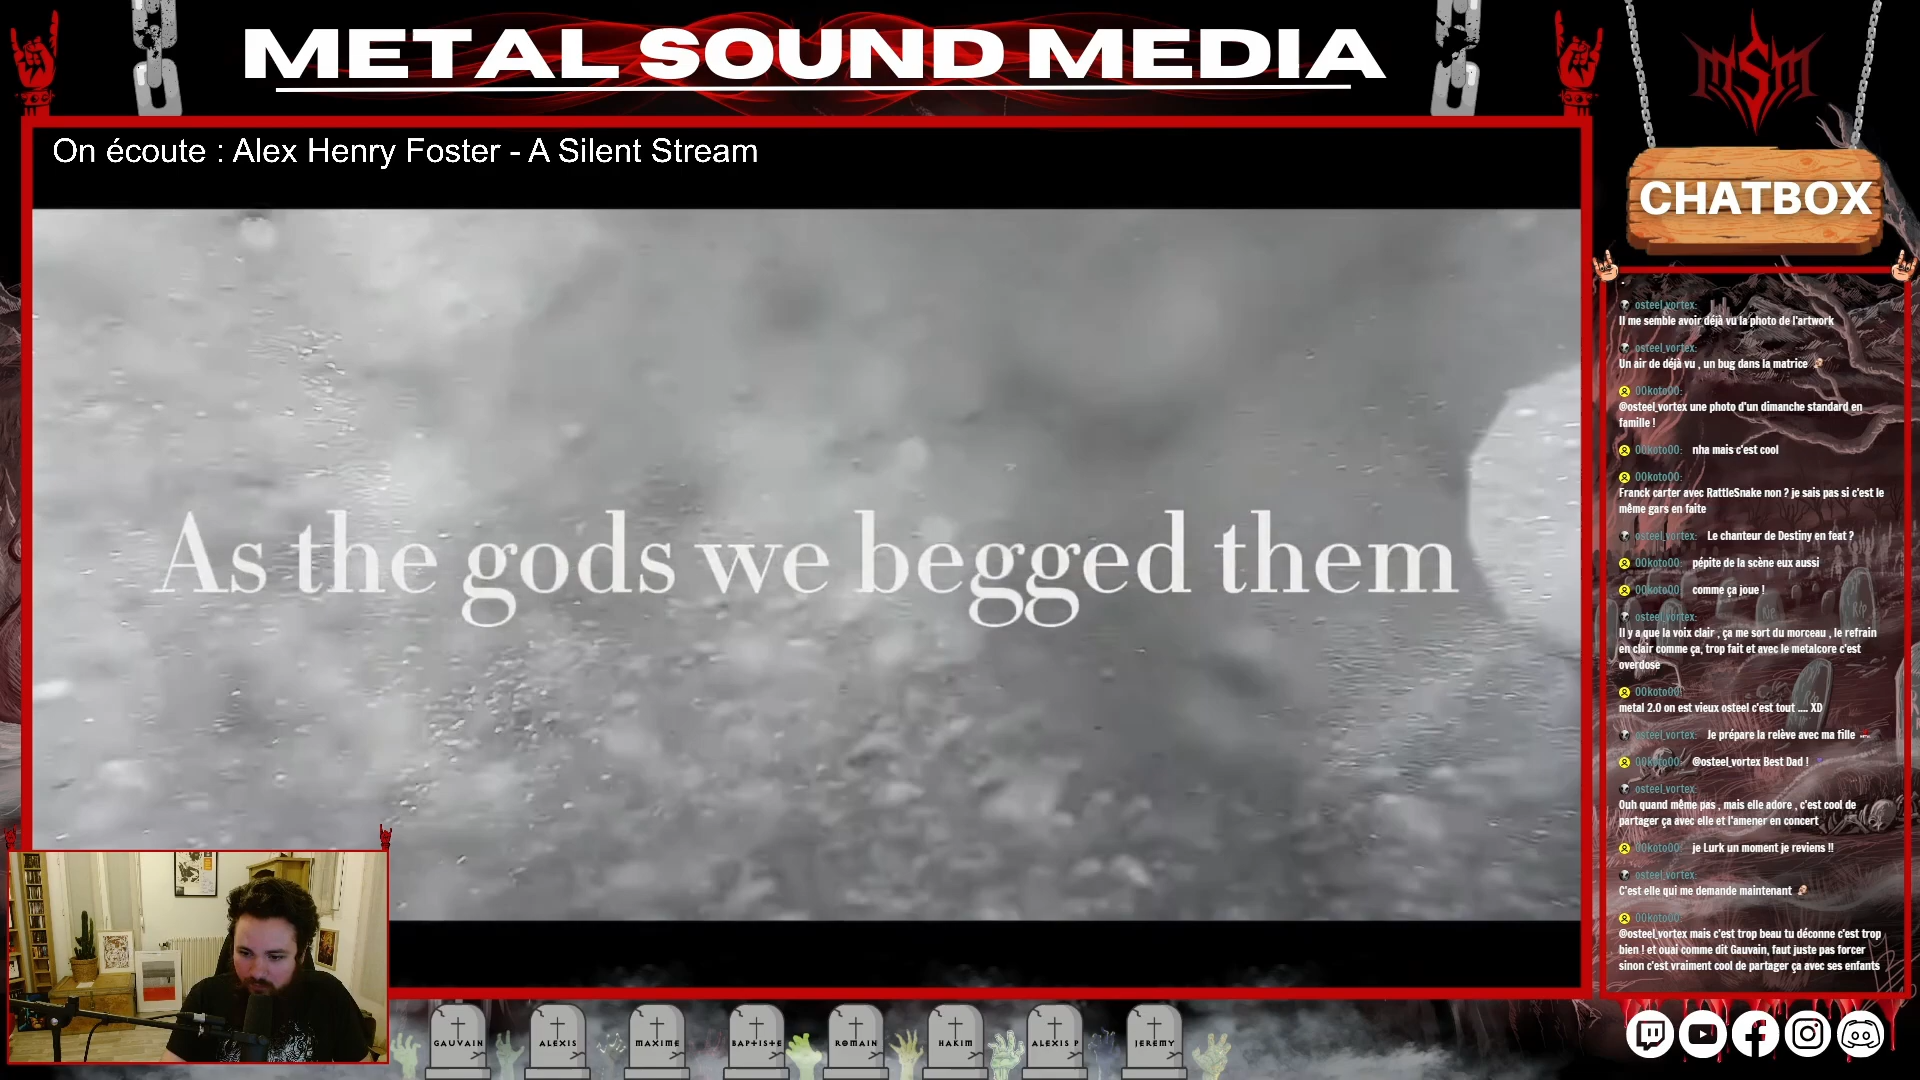 METAL SOUND MEDIA
MSM
CHATBOX
On écoute : Alex Henry Foster - A Silent Stream
As the gods we begged them
osteel_vortex:
Il me semble avoir déjà vu la photo de l'artwork
osteel_vortex:
Un air de déjà vu , un bug dans la matrice
00koto00:
@osteel_vortex une photo d'un dimanche standard en
famille !
00koto00: nha mais c'est cool
00koto00:
Franck carter avec RattleSnake non ? je sais pas si c'est le
même gars en faite
osteel_vortex: Le chanteur de Destiny en feat ?
00koto00: pépite de la scène eux aussi
00koto00: comme ça joue !
osteel_vortex:
Il y a que la voix clair , ça me sort du morceau , le refrain
en clair comme ça, trop fait et avec le metalcore c'est
overdose
00koto00:
metal 2.0 on est vieux osteel c'est tout .... XD
osteel_vortex: Je prépare la relève avec ma fille
00koto00: @osteel_vortex Best Dad !
osteel_vortex:
Ouh quand même pas , mais elle adore , c'est cool de
partager ça avec elle et l'amener en concert
00koto00: je Lurk un moment je reviens !!
osteel_vortex:
C'est elle qui me demande maintenant
00koto00:
@osteel_vortex mais c'est trop beau tu déconne c'est trop
bien ! et ouai comme dit Gauvain, faut juste pas forcer
sinon c'est vraiment cool de partager ça avec ses enfants
GAUVAIN
ALEXIS
MAXIME
BAPTISTE
ROMAIN
HAKIM
ALEXIS P
JEREMY